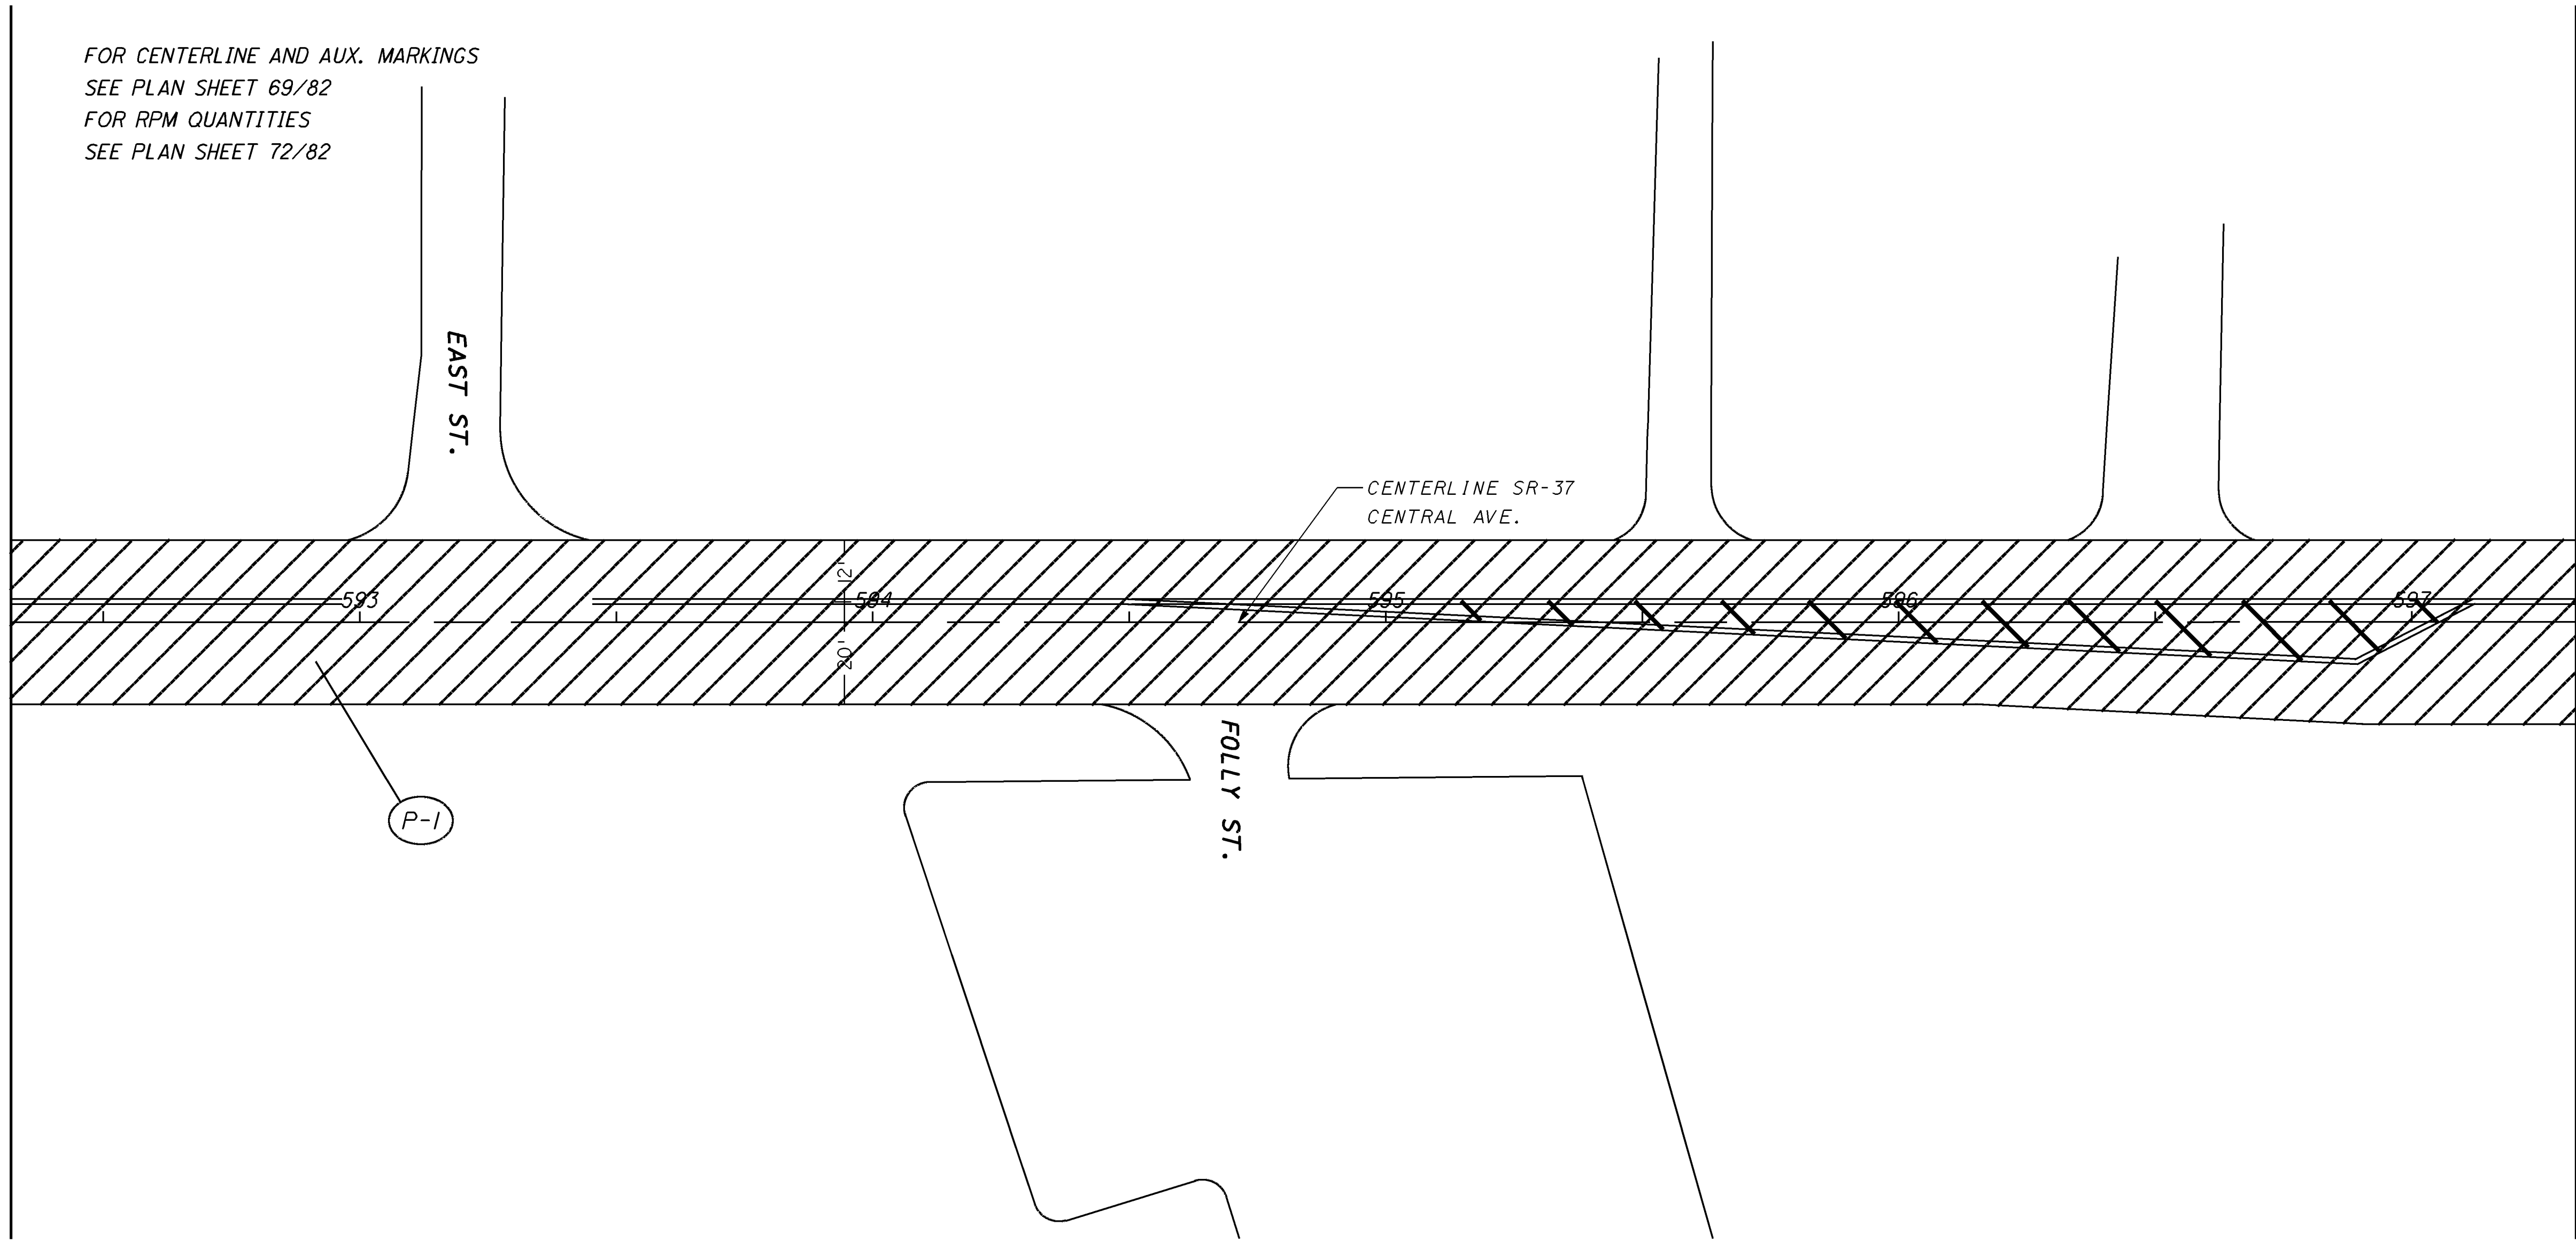 FOR CENTERLINE AND AUX. MARKINGS
SEE PLAN SHEET 69/82
FOR RPM QUANTITIES
SEE PLAN SHEET 72/82
EAST ST.
CENTERLINE SR-37
CENTRAL AVE.
12'
593
594
595
596
597
20'
FOLLY ST.
P-1